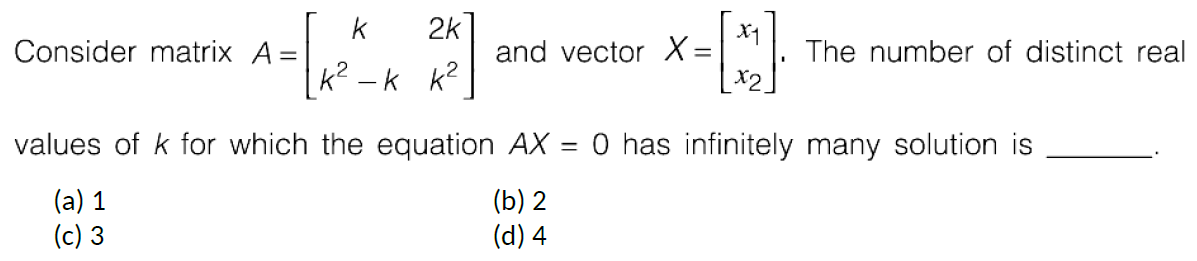 Consider matrix A = [k 2k; k² – k k²] and vector X = [x₁; x₂]. The number of distinct real
values of k for which the equation AX = 0 has infinitely many solution is ________.
(a) 1 (b) 2
(c) 3 (d) 4